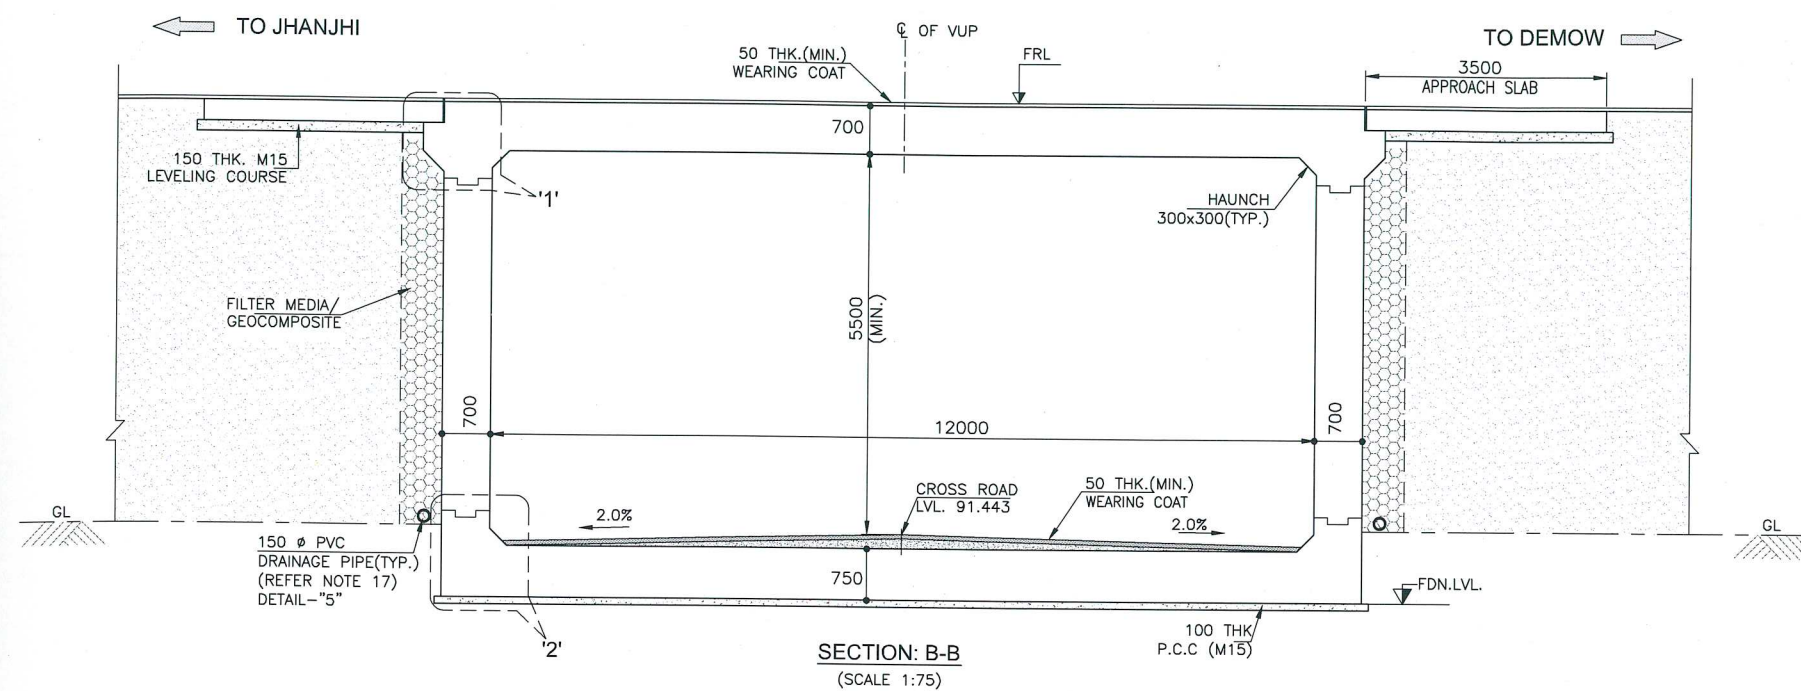 TO JHANJHI
℄ OF VUP
TO DEMOW
50 THK.(MIN.)
WEARING COAT
FRL
3500
APPROACH SLAB
700
150 THK. M15
LEVELING COURSE
'1'
HAUNCH
300x300(TYP.)
FILTER MEDIA/
GEOCOMPOSITE
5500
(MIN.)
700
12000
700
CROSS ROAD
LVL. 91.443
50 THK.(MIN.)
WEARING COAT
2.0%
2.0%
GL
GL
150 ø PVC
DRAINAGE PIPE(TYP.)
(REFER NOTE 17)
DETAIL-"5"
750
FDN.LVL.
'2'
100 THK
P.C.C (M15)
SECTION: B-B
(SCALE 1:75)